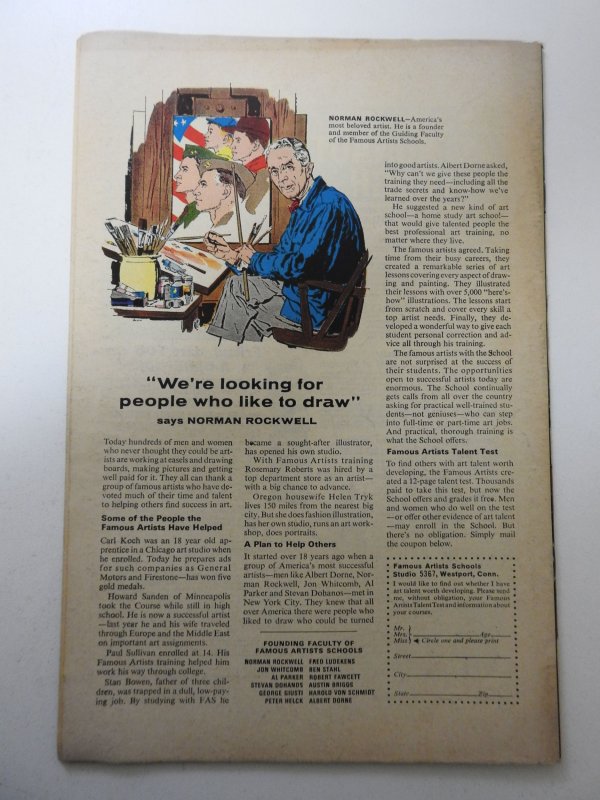 NORMAN ROCKWELL—America's
most beloved artist. He is a founder
and member of the Guiding Faculty
of the Famous Artists Schools.
"We're looking for
people who like to draw"
says NORMAN ROCKWELL
Today hundreds of men and women
who never thought they could be art-
ists are working at easels and drawing
boards, making pictures and getting
well paid for it. They all can thank a
group of famous artists who have de-
voted much of their time and talent
to helping others find success in art.
Some of the People the
Famous Artists Have Helped
Carl Koch was an 18 year old ap-
prentice in a Chicago art studio when
he enrolled. Today he prepares ads
for such companies as General
Motors and Firestone—has won five
gold medals.
Howard Sanden of Minneapolis
took the Course while still in high
school. He is now a successful artist
—last year he and his wife traveled
through Europe and the Middle East
on important art assignments.
Paul Sullivan enrolled at 14. His
Famous Artists training helped him
work his way through college.
Stan Bowen, father of three chil-
dren, was trapped in a dull, low-pay-
ing job. By studying with FAS he
became a sought-after illustrator,
has opened his own studio.
With Famous Artists training
Rosemary Roberts was hired by a
top department store as an artist—
with a big chance to advance.
Oregon housewife Helen Tryk
lives 150 miles from the nearest big
city. But she does fashion illustration,
has her own studio, runs an art work-
shop, does portraits.
A Plan to Help Others
It started over 18 years ago when a
group of America's most successful
artists—men like Albert Dorne, Nor-
man Rockwell, Jon Whitcomb, Al
Parker and Stevan Dohanos—met in
New York City. They knew that all
over America there were people who
liked to draw who could be turned
FOUNDING FACULTY OF
FAMOUS ARTISTS SCHOOLS
NORMAN ROCKWELL FRED LUDEKENS
JON WHITCOMB BEN STAHL
AL PARKER ROBERT FAWCETT
STEVAN DOHANOS AUSTIN BRIGGS
GEORGE GIUSTI HAROLD VON SCHMIDT
PETER HELCK ALBERT DORNE
into good artists. Albert Dorne asked,
"Why can't we give these people the
training they need—including all the
trade secrets and know-how we've
learned over the years?"
He suggested a new kind of art
school—a home study art school—
that would give talented people the
best professional art training, no
matter where they live.
The famous artists agreed. Taking
time from their busy careers, they
created a remarkable series of art
lessons covering every aspect of draw-
ing and painting. They illustrated
their lessons with over 5,000 "here's-
how" illustrations. The lessons start
from scratch and cover every skill a
top artist needs. Finally, they de-
veloped a wonderful way to give each
student personal correction and ad-
vice all through his training.
The famous artists with the School
are not surprised at the success of
their students. The opportunities
open to successful artists today are
enormous. The School continually
gets calls from all over the country
asking for practical well-trained stu-
dents—not geniuses—who can step
into full-time or part-time art jobs.
And practical, thorough training is
what the School offers.
Famous Artists Talent Test
To find others with art talent worth
developing, the Famous Artists cre-
ated a 12-page talent test. Thousands
paid to take this test, but now the
School offers and grades it free. Men
and women who do well on the test
—or offer other evidence of art talent
—may enroll in the School. But
there's no obligation. Simply mail
the coupon below.
Famous Artists Schools
Studio 5367, Westport, Conn.
I would like to find out whether I have
art talent worth developing. Please send
me, without obligation, your Famous
Artists Talent Test and information about
your courses.
Mr.
Mrs. Age
Miss Circle one and please print
Street
City
State Zip